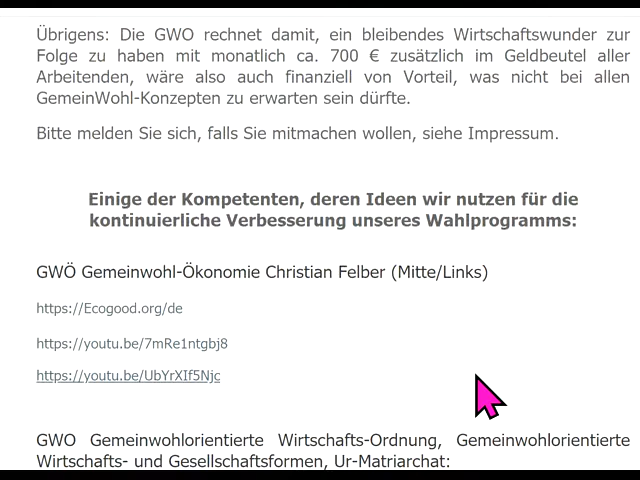 Übrigens: Die GWO rechnet damit, ein bleibendes Wirtschaftswunder zur
Folge zu haben mit monatlich ca. 700 € zusätzlich im Geldbeutel aller
Arbeitenden, wäre also auch finanziell von Vorteil, was nicht bei allen
GemeinWohl-Konzepten zu erwarten sein dürfte.
Bitte melden Sie sich, falls Sie mitmachen wollen, siehe Impressum.
Einige der Kompetenten, deren Ideen wir nutzen für die
kontinuierliche Verbesserung unseres Wahlprogramms:
GWÖ Gemeinwohl-Ökonomie Christian Felber (Mitte/Links)
https://Ecogood.org/de
https://youtu.be/7mRe1ntgbj8
https://youtu.be/UbYrXIf5Njc
GWO Gemeinwohlorientierte Wirtschafts-Ordnung, Gemeinwohlorientierte
Wirtschafts- und Gesellschaftsformen, Ur-Matriarchat: